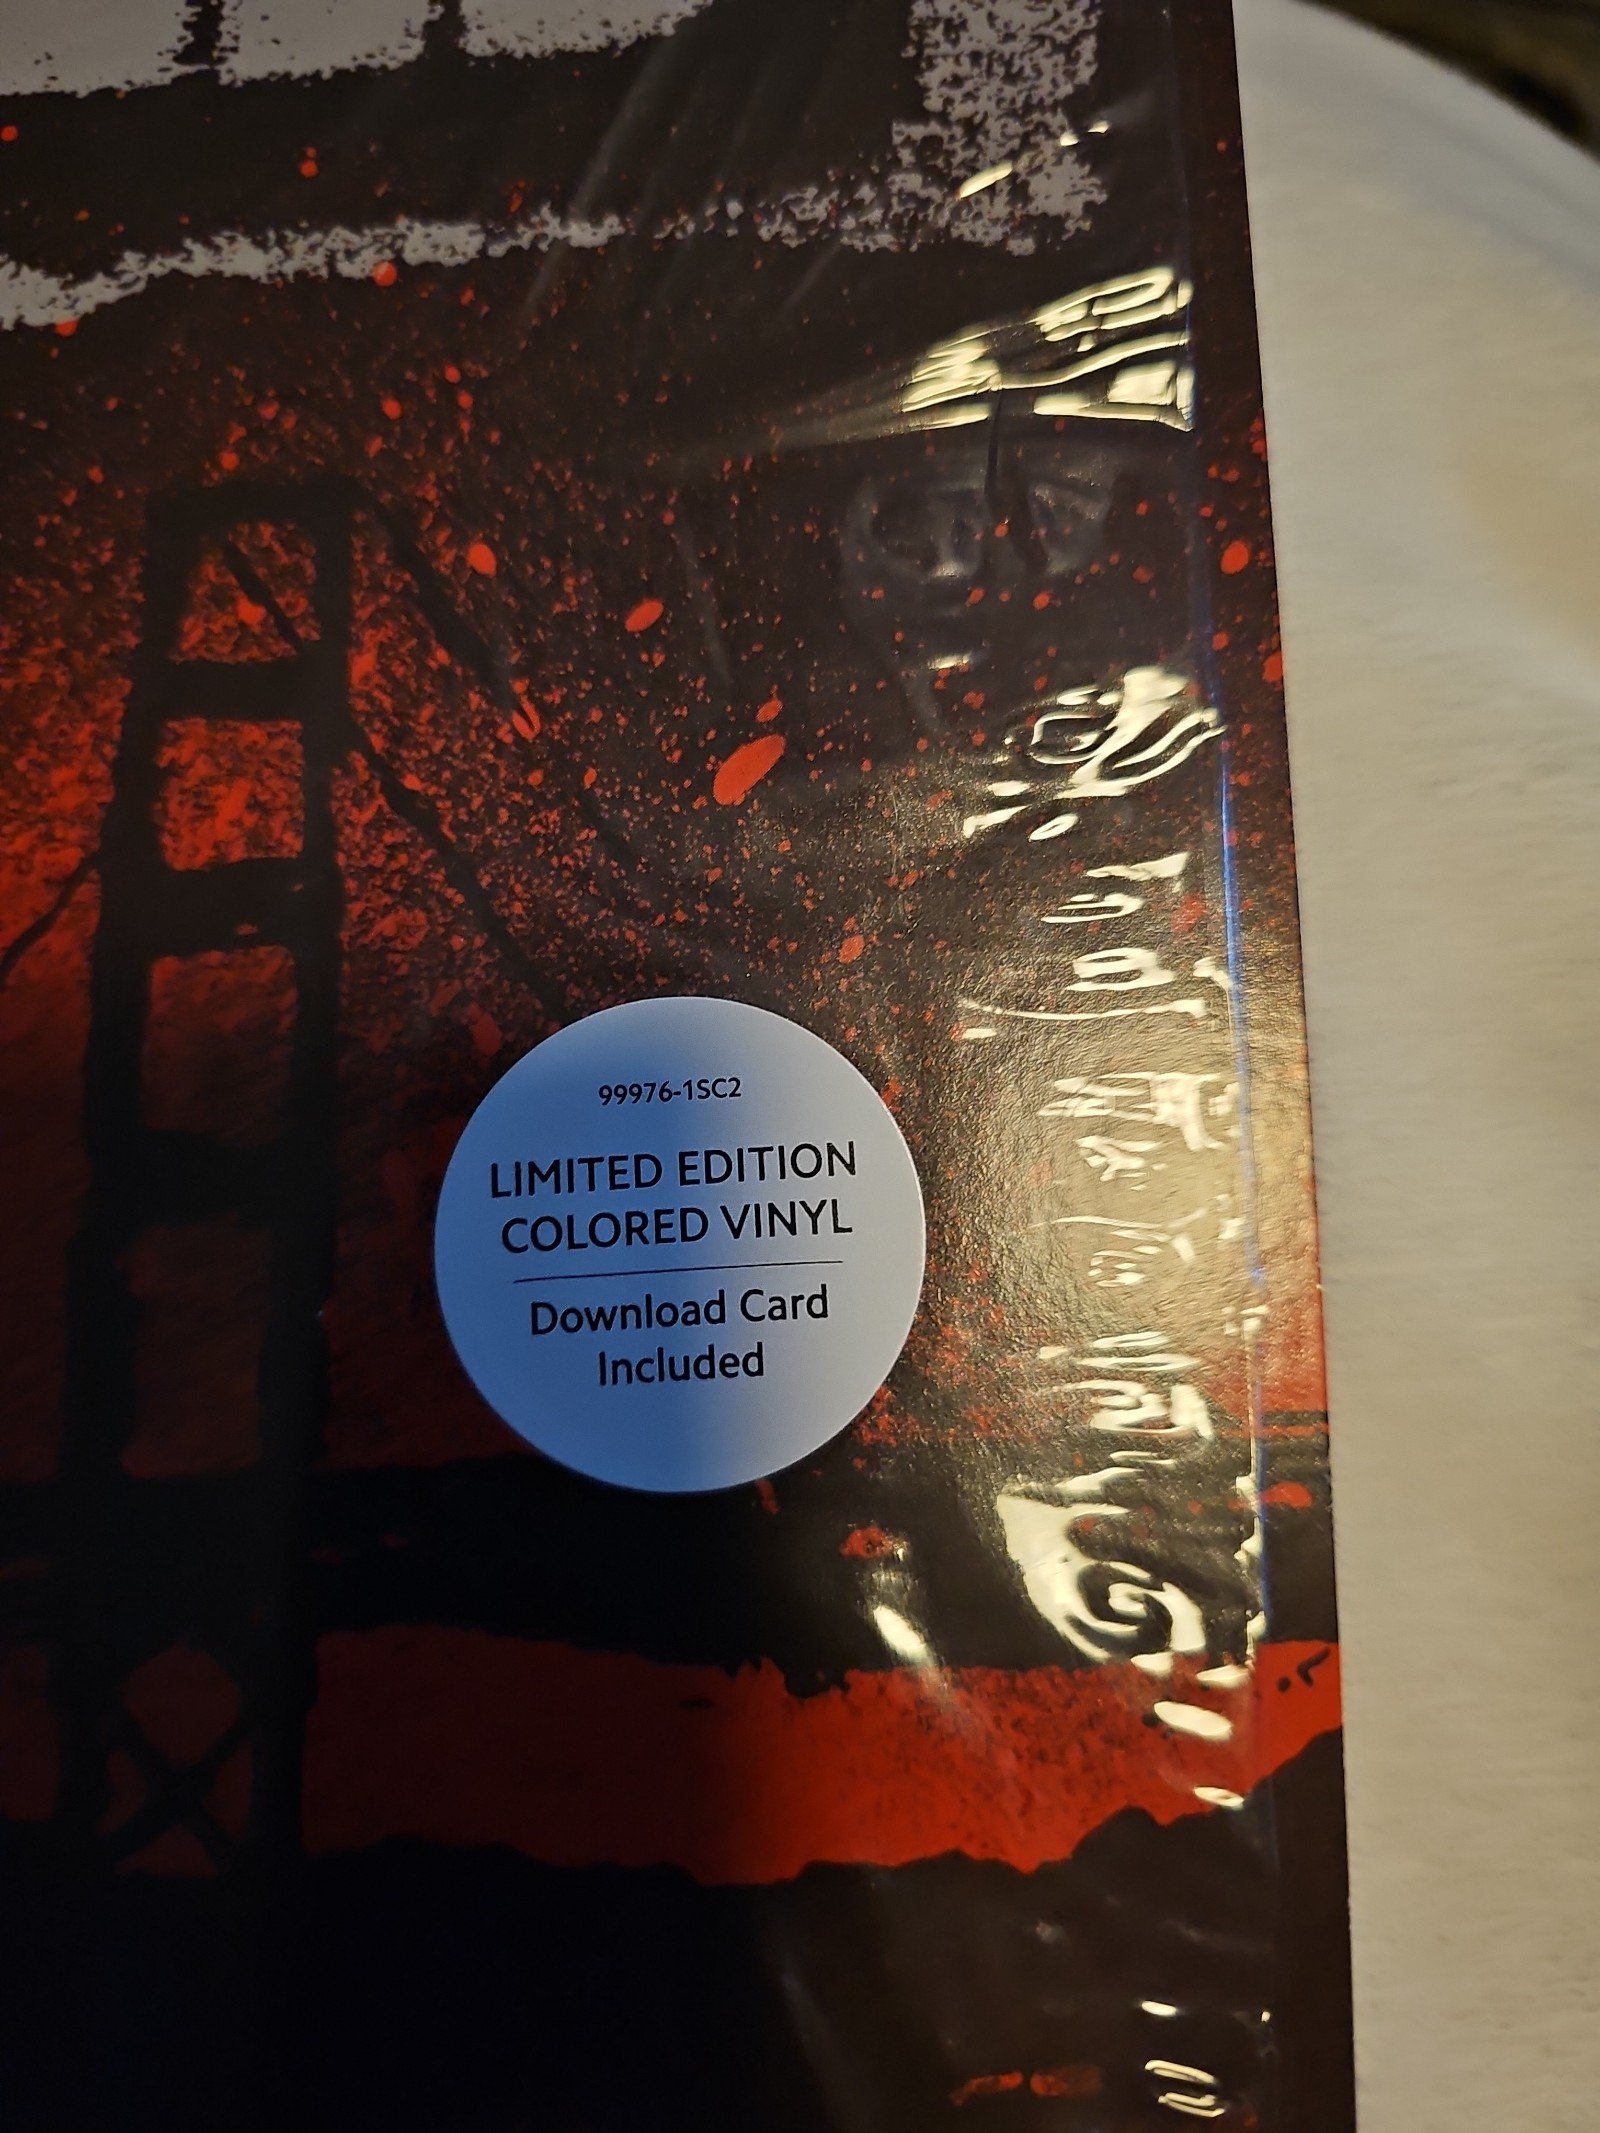 99976-1SC2
LIMITED EDITION
COLORED VINYL
Download Card
Included